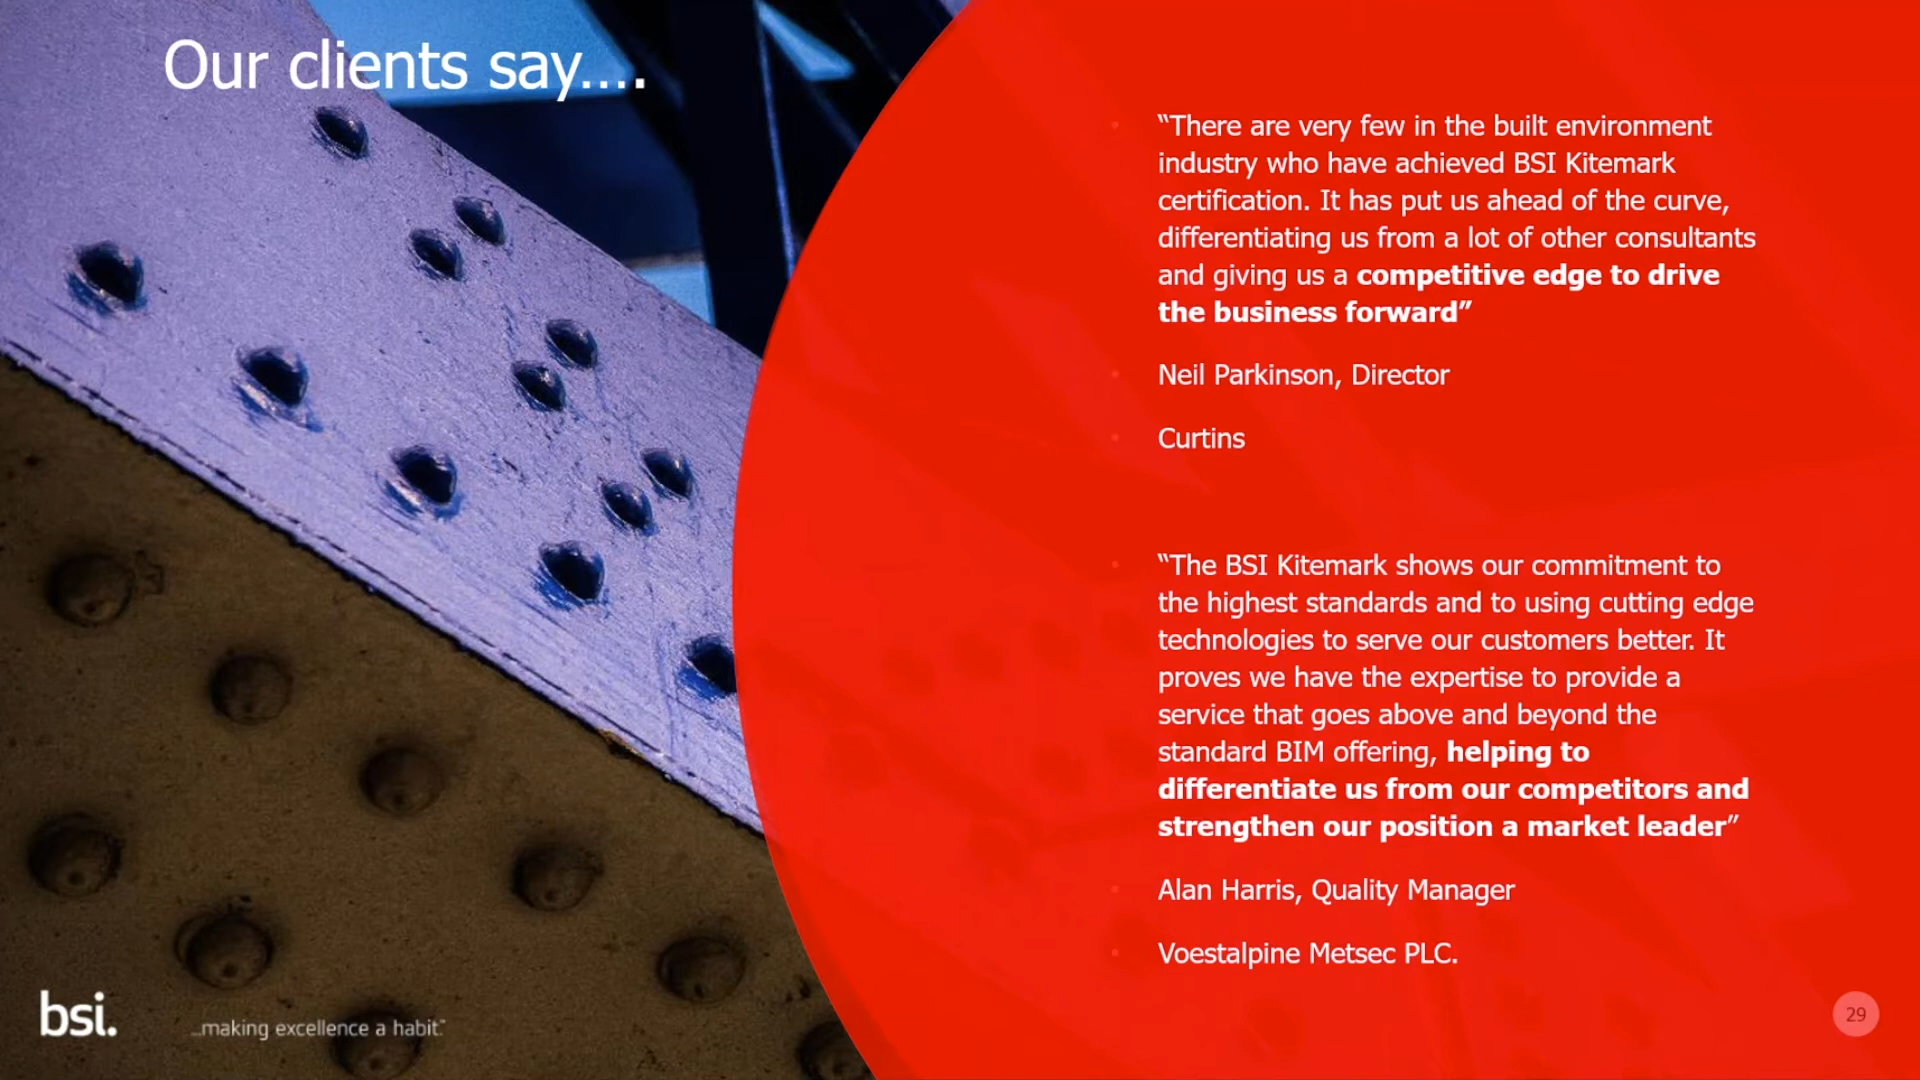 Our clients say....
“There are very few in the built environment
industry who have achieved BSI Kitemark
certification. It has put us ahead of the curve,
differentiating us from a lot of other consultants
and giving us a competitive edge to drive
the business forward”
Neil Parkinson, Director
Curtins
“The BSI Kitemark shows our commitment to
the highest standards and to using cutting edge
technologies to serve our customers better. It
proves we have the expertise to provide a
service that goes above and beyond the
standard BIM offering, helping to
differentiate us from our competitors and
strengthen our position a market leader”
Alan Harris, Quality Manager
Voestalpine Metsec PLC.
bsi.
...making excellence a habit.™
29